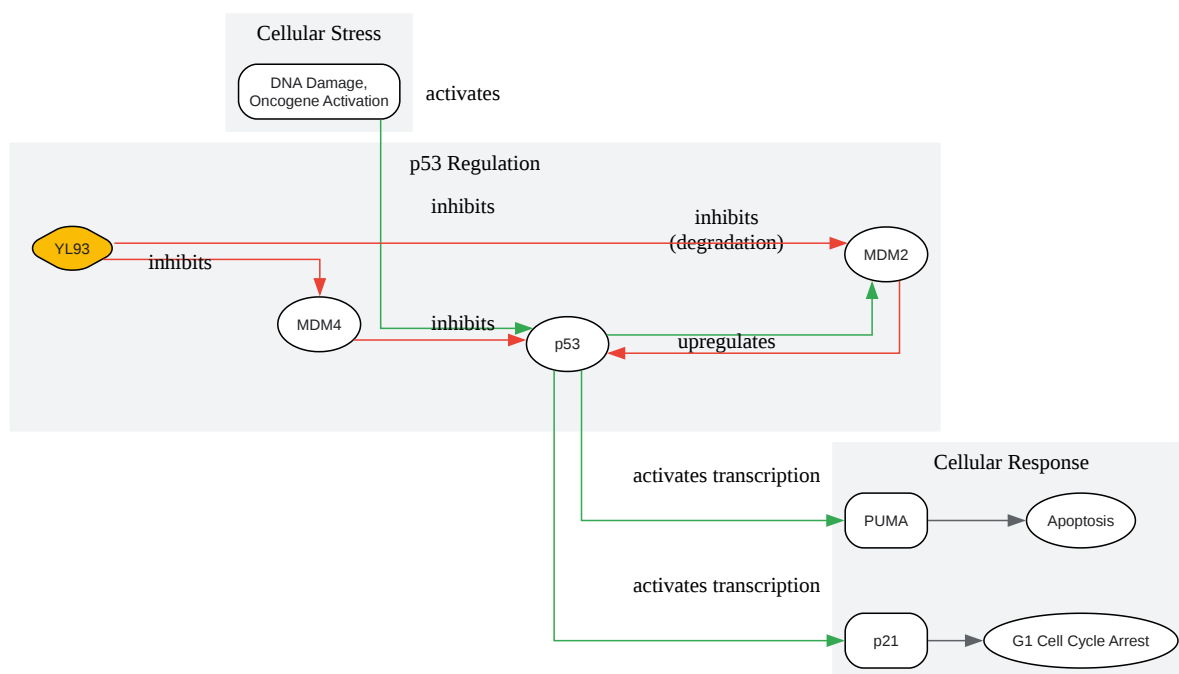 Cellular Stress
DNA Damage,
Oncogene Activation
activates
p53 Regulation
inhibits
inhibits
(degradation)
YL93
MDM2
inhibits
MDM4
inhibits
p53
upregulates
Cellular Response
activates transcription
PUMA
Apoptosis
activates transcription
p21
G1 Cell Cycle Arrest